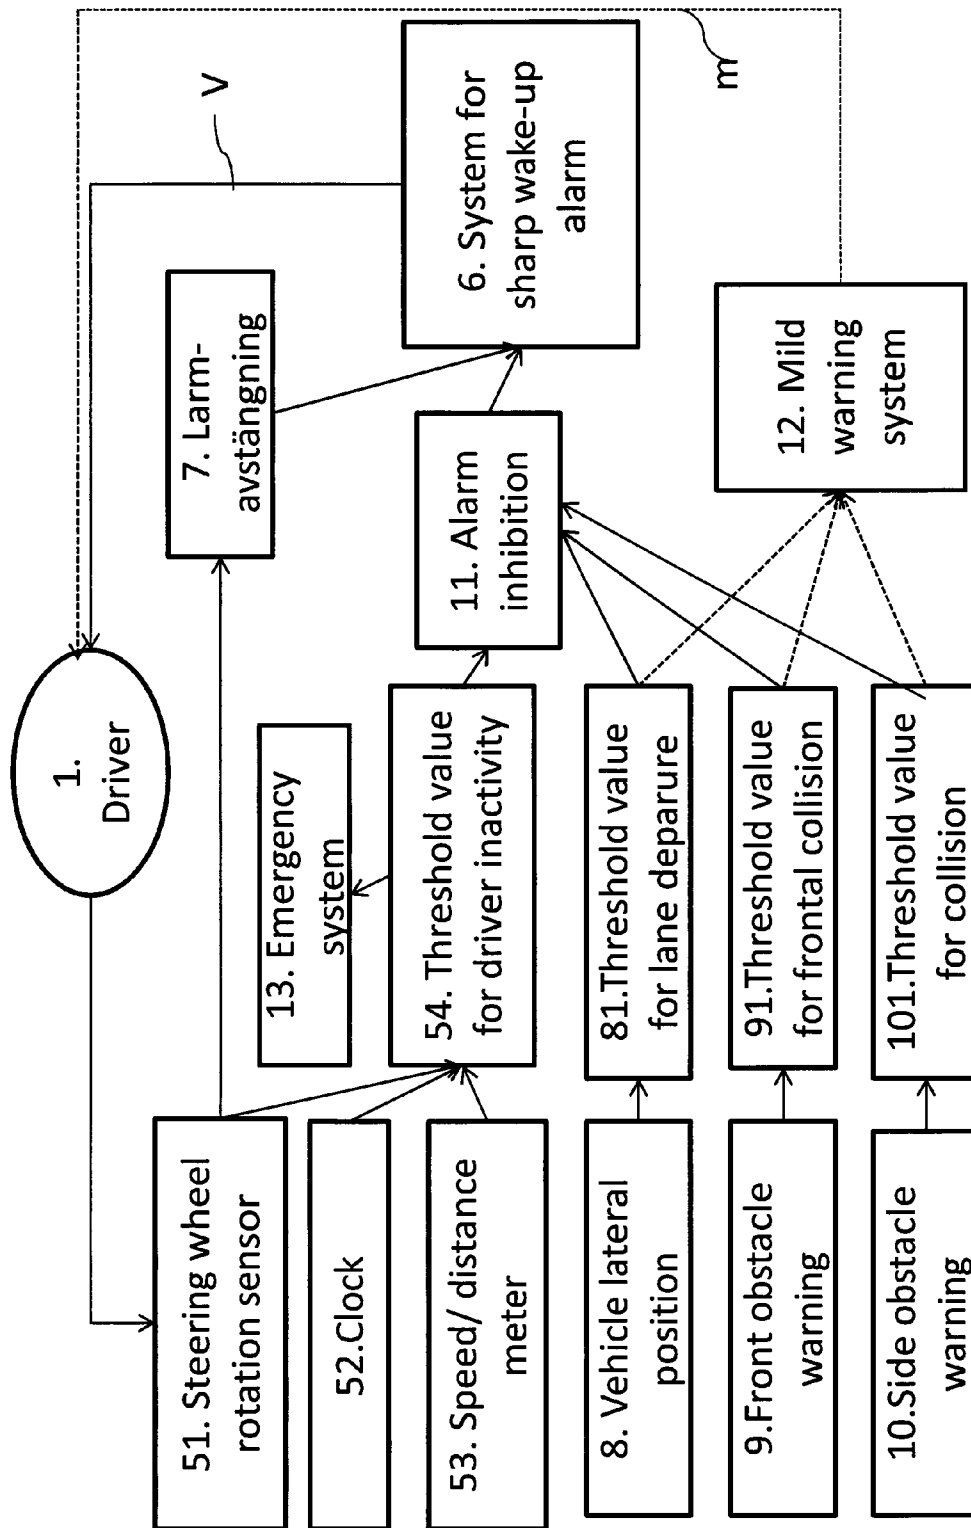 1.
Driver
V
m
51. Steering wheel
rotation sensor
7. Larm-
avstängning
52.Clock
13. Emergency
system
53. Speed/ distance
meter
54. Threshold value
for driver inactivity
11. Alarm
inhibition
6. System for
sharp wake-up
alarm
8. Vehicle lateral
position
81.Threshold value
for lane deparure
9.Front obstacle
warning
91.Threshold value
for frontal collision
12. Mild
warning
system
10.Side obstacle
warning
101.Threshold value
for collision